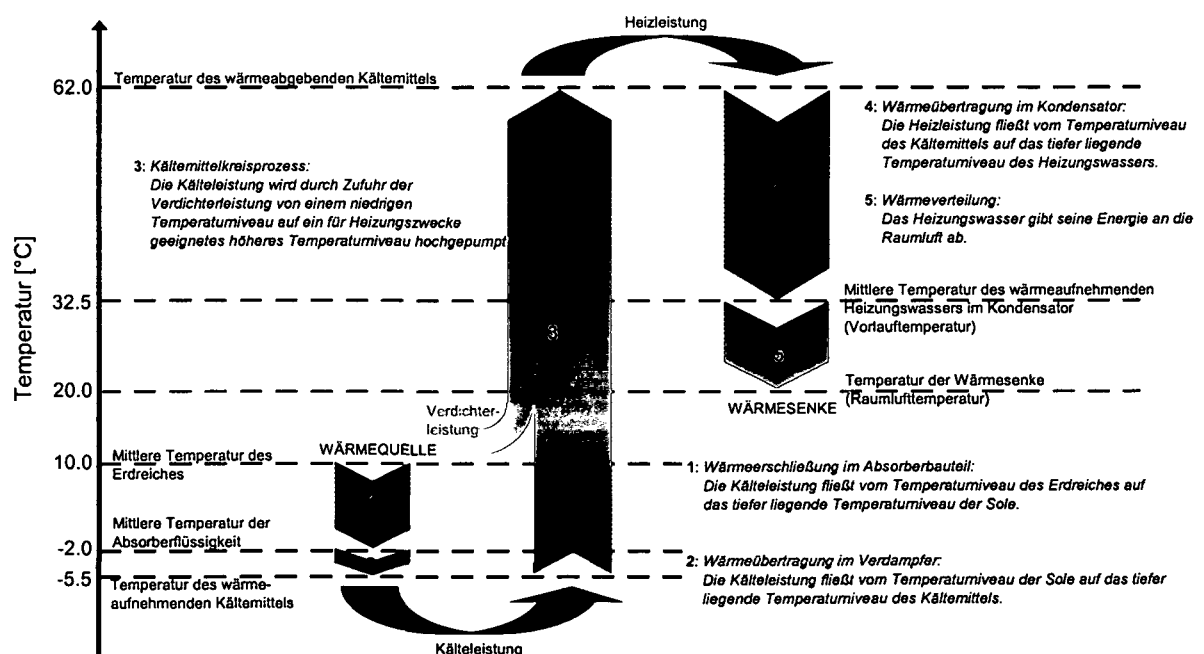 Heizleistung
Temperatur des wärmeabgebenden Kältemittels
62.0
4: Wärmeübertragung im Kondensator:
Die Heizleistung fließt vom Temperaturniveau
des Kältemittels auf das tiefer liegende
Temperaturniveau des Heizungswassers.
3: Kältemittelkreisprozess:
Die Kälteleistung wird durch Zufuhr der
Verdichterleistung von einem niedrigen
Temperaturniveau auf ein für Heizungszwecke
geeignetes höheres Temperaturniveau hochgepumpt
5: Wärmeverteilung:
Das Heizungswasser gibt seine Energie an die
Raumluft ab.
Temperatur [°C]
32.5
Mittlere Temperatur des wärmeaufnehmenden
Heizungswassers im Kondensator
(Vorlauftemperatur)
3
5
20.0
Temperatur der Wärmesenke
(Raumlufttemperatur)
WÄRMESENKE
Verdichter-
leistung
WÄRMEQUELLE
Mittlere Temperatur des
Erdreiches
10.0
1: Wärmeerschließung im Absorberbauteil:
Die Kälteleistung fließt vom Temperaturniveau des Erdreiches auf
das tiefer liegende Temperaturniveau der Sole.
Mittlere Temperatur der
Absorberflüssigkeit
-2.0
2: Wärmeübertragung im Verdampfer:
Die Kälteleistung fließt vom Temperaturniveau der Sole auf das tiefer
liegende Temperaturniveau des Kältemittels.
-5.5
Temperatur des wärme-
aufnehmenden Kältemittels
Kälteleistung